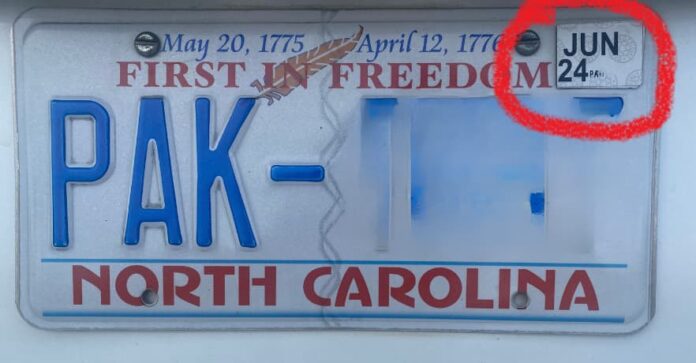 May 20, 1775 April 12, 1776
FIRST IN FREEDOM
JUN
24
PAK-
NORTH CAROLINA